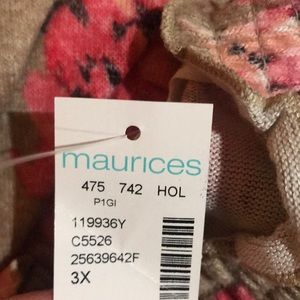 maurices
475 742 HOL
P1GI
119936Y
C5526
25639642F
3X